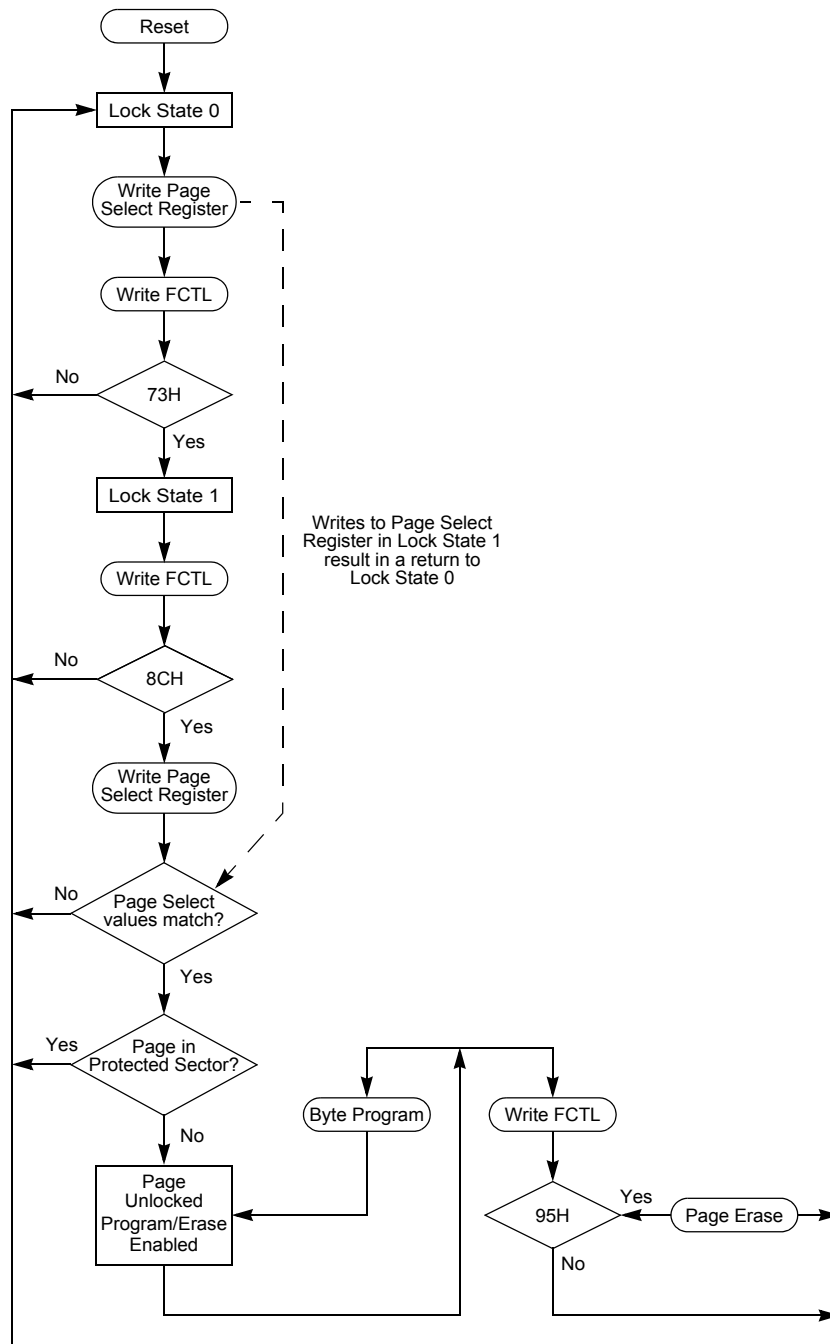 Reset
Lock State 0
Write Page
Select Register
Write FCTL
No
73H
Yes
Lock State 1
Writes to Page Select
Register in Lock State 1
result in a return to
Lock State 0
Write FCTL
No
8CH
Yes
Write Page
Select Register
No
Page Select
values match?
Yes
Yes
Page in
Protected Sector?
No
Byte Program
Write FCTL
Page
Unlocked
Program/Erase
Enabled
95H
Yes
Page Erase
No